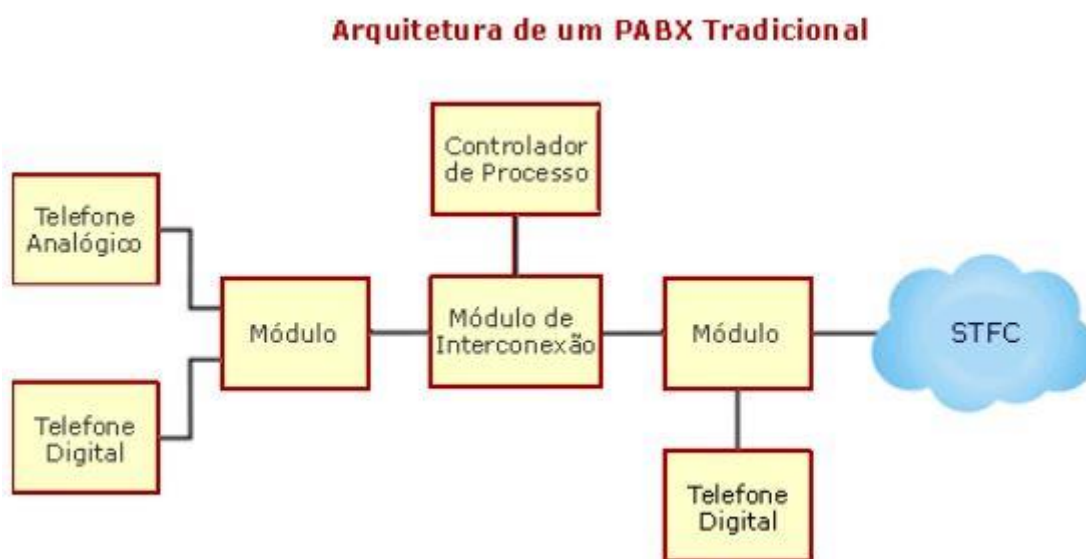 Arquitetura de um PABX Tradicional
Controlador
de Processo
Telefone
Analógico
Módulo
Módulo de
Interconexão
Módulo
STFC
Telefone
Digital
Telefone
Digital